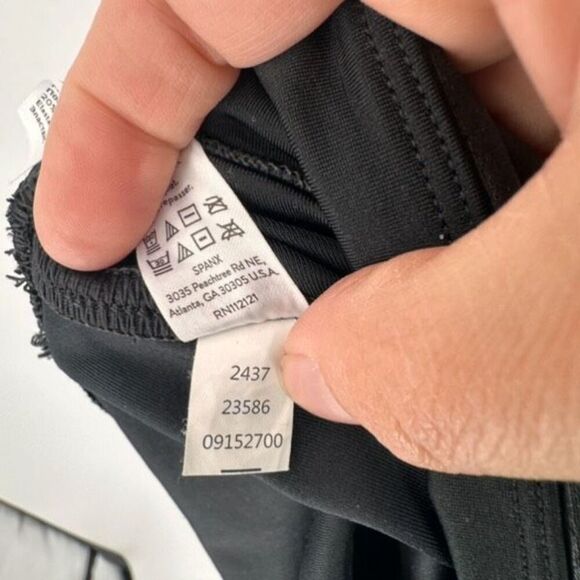 SPANX
3035 Peachtree Rd NE,
Atlanta, GA 30305 U.S.A.
RN112121
2437
23586
09152700